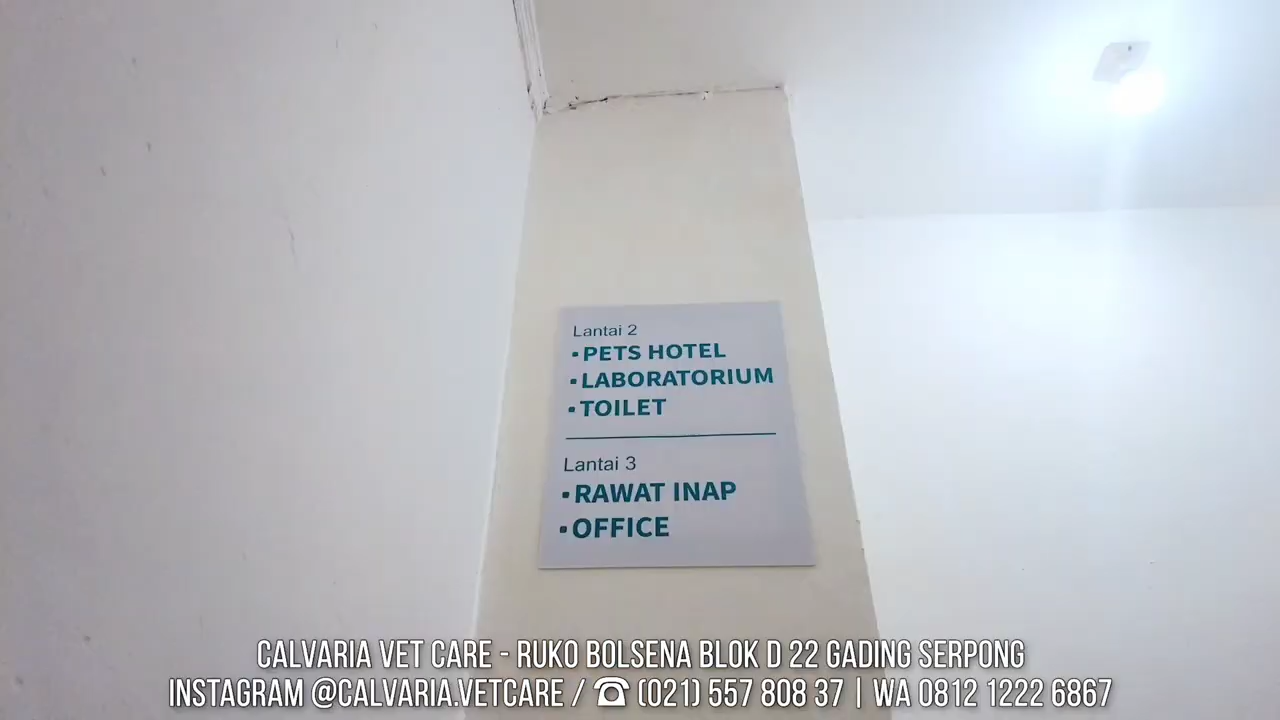 Lantai 2
▪PETS HOTEL
▪LABORATORIUM
▪TOILET
Lantai 3
▪RAWAT INAP
▪OFFICE
CALVARIA VET CARE - RUKO BOLSENA BLOK D 22 GADING SERPONG
INSTAGRAM @CALVARIA.VETCARE / ☎ (021) 557 808 37 | WA 0812 1222 6867